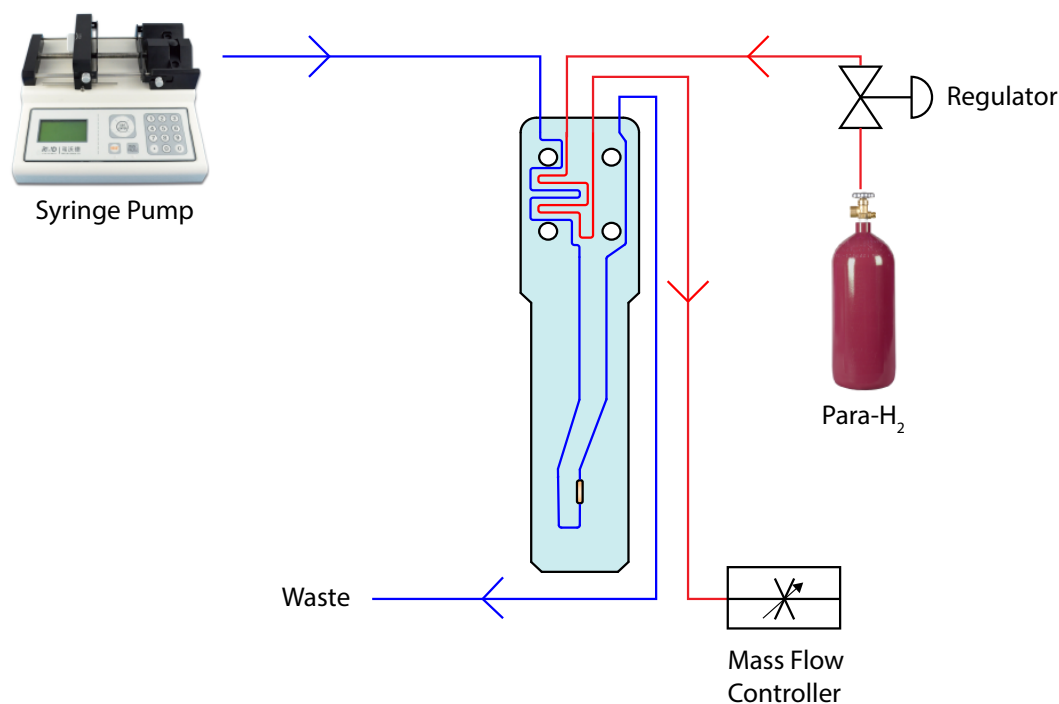 Syringe Pump
Regulator
Para-H₂
Waste
Mass Flow
Controller